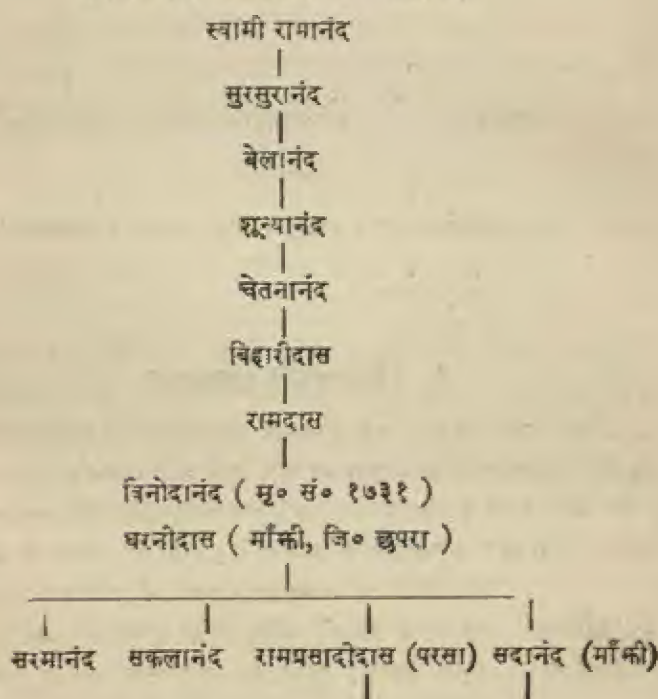 स्वामी रामानंद
सुरसुरानंद
बेलानंद
शून्यानंद
चेतनानंद
बिहारीदास
रामदास
विनोदानंद ( मृ० सं० १७३१ )
धरनीदास ( माँझी, जि० छपरा )
सरमानंद सकलानंद रामप्रसादीदास (परसा) सदानंद (माँझी)